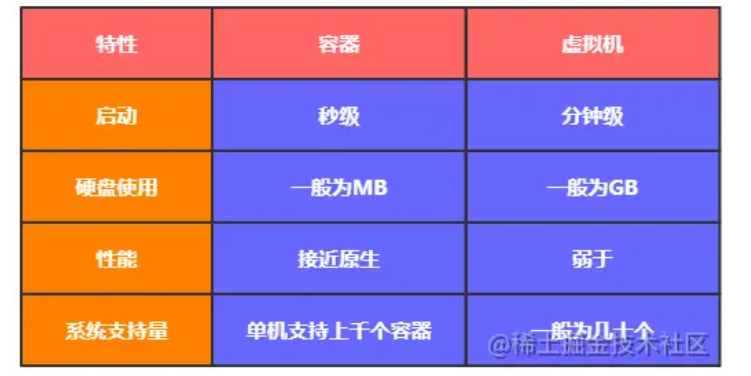 特性 容器 虚拟机
启动 秒级 分钟级
硬盘使用 一般为MB 一般为GB
性能 接近原生 弱于
系统支持量 单机支持上千个容器 一般为几十个
@稀土掘金技术社区